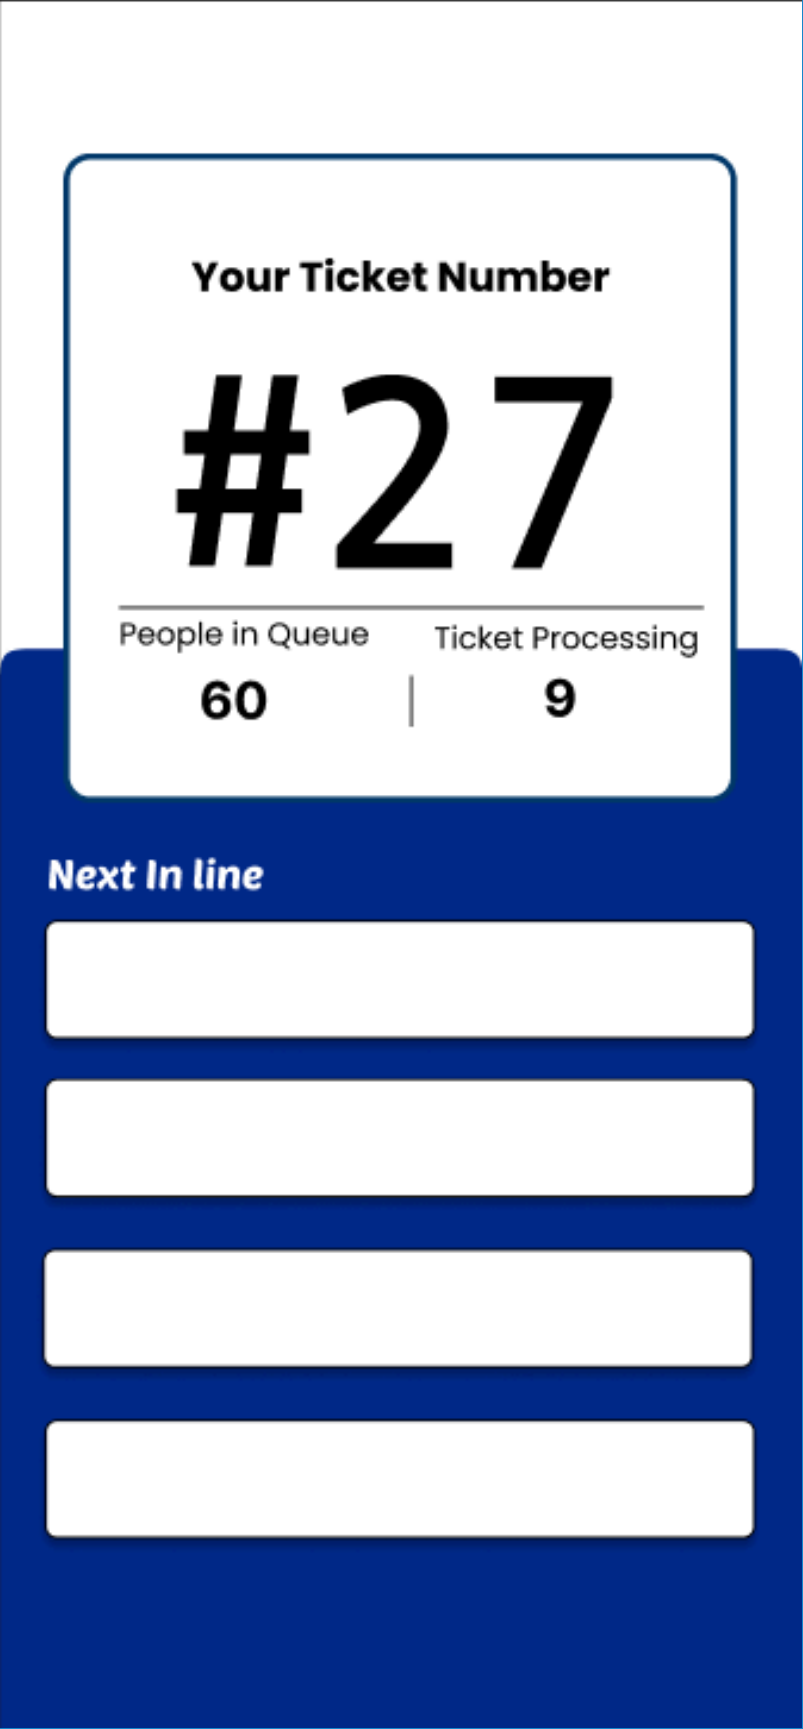 Your Ticket Number
#27
People in Queue Ticket Processing
60 | 9
Next In line